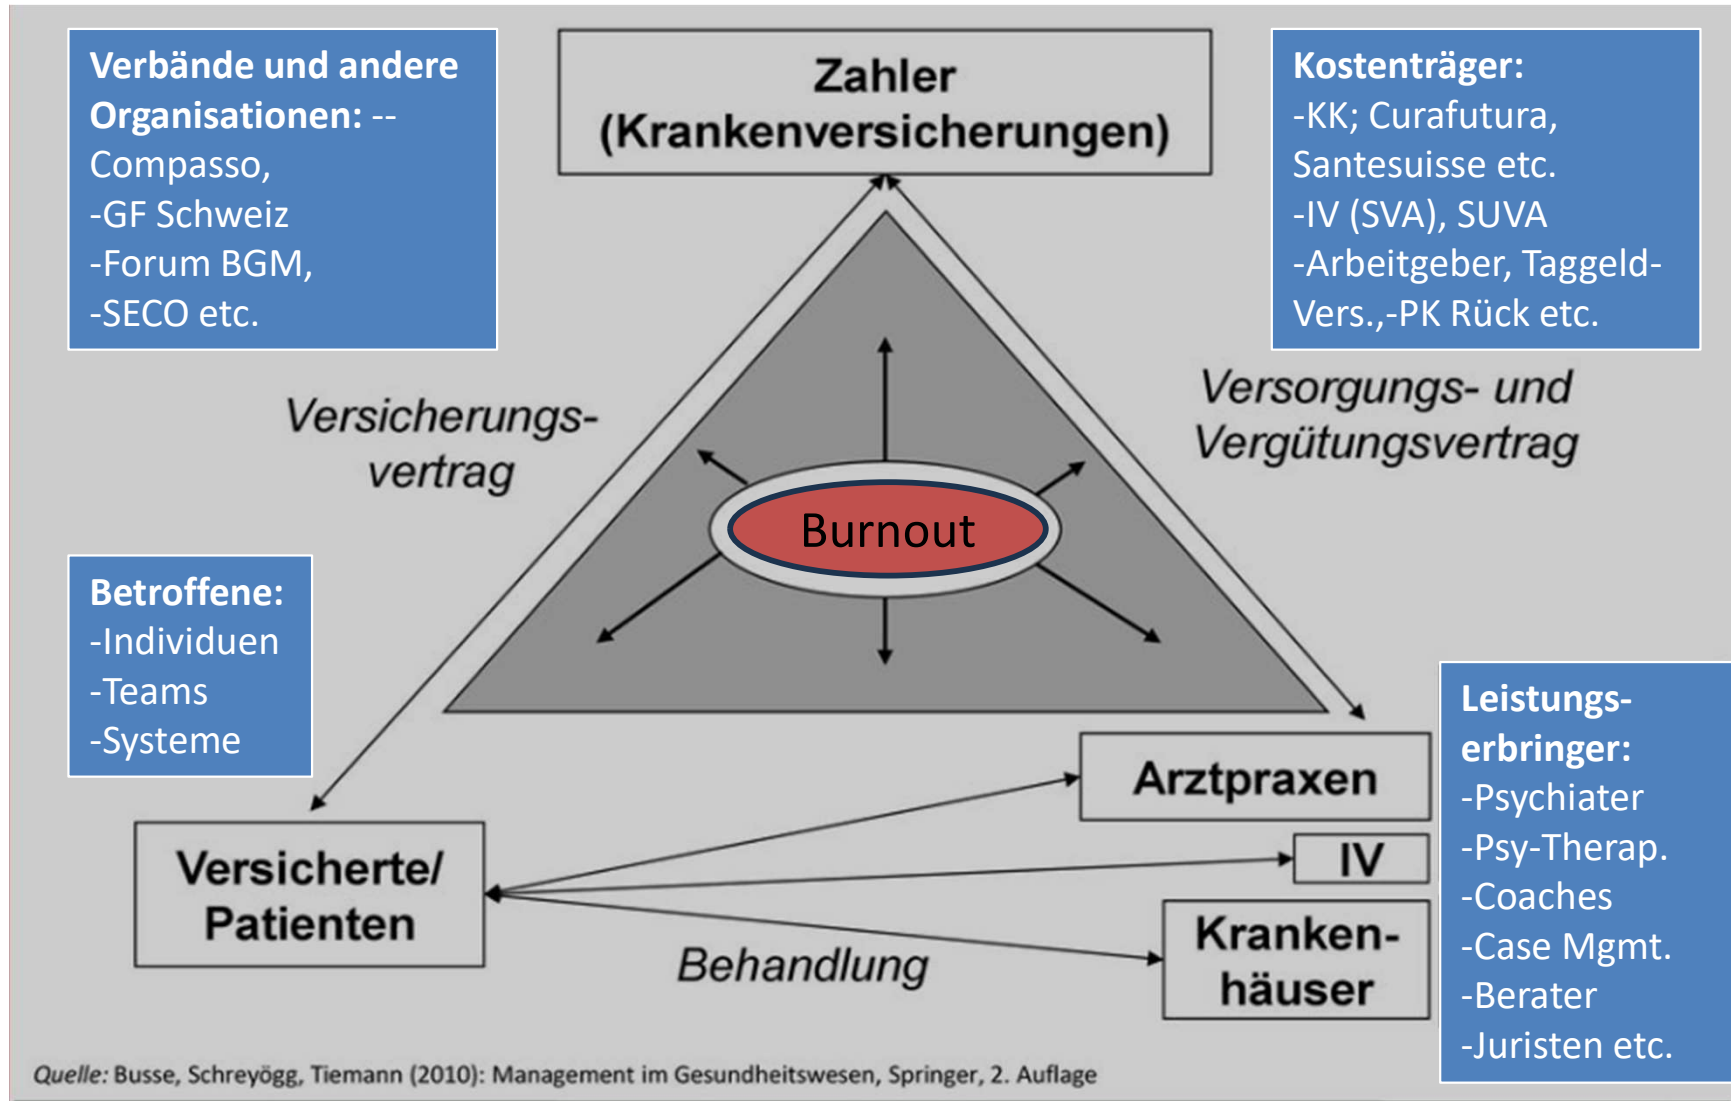 Verbände und andere
Organisationen: --
Compasso,
-GF Schweiz
-Forum BGM,
-SECO etc.
Zahler
(Krankenversicherungen)
Kostenträger:
-KK; Curafutura,
Santesuisse etc.
-IV (SVA), SUVA
-Arbeitgeber, Taggeld-
Vers.,-PK Rück etc.
Versicherungs-
vertrag
Versorgungs- und
Vergütungsvertrag
Burnout
Betroffene:
-Individuen
-Teams
-Systeme
Versicherte/
Patienten
Behandlung
Arztpraxen
IV
Kranken-
häuser
Leistungs-
erbringer:
-Psychiater
-Psy-Therap.
-Coaches
-Case Mgmt.
-Berater
-Juristen etc.
Quelle: Busse, Schreyögg, Tiemann (2010): Management im Gesundheitswesen, Springer, 2. Auflage